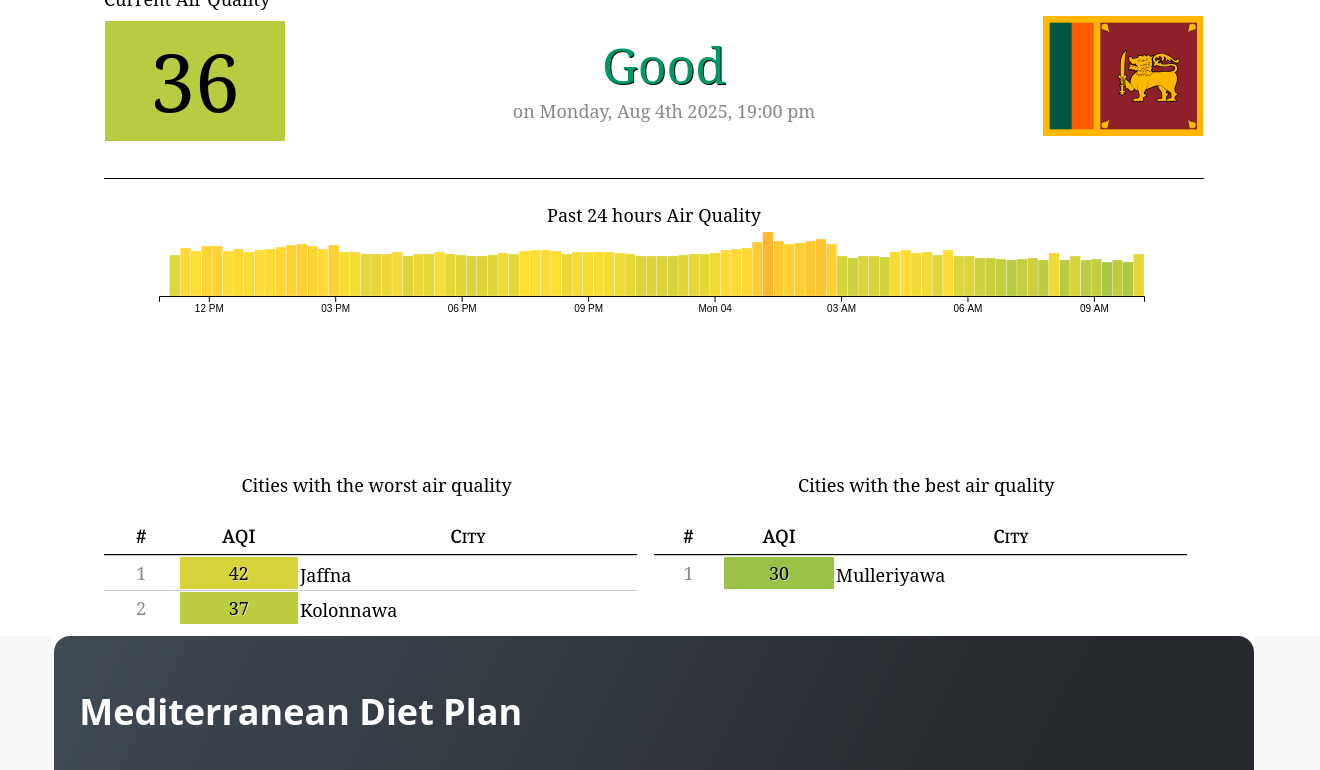 Current Air Quality
36
Good
on Monday, Aug 4th 2025, 19:00 pm
Past 24 hours Air Quality
12 PM 03 PM 06 PM 09 PM Mon 04 03 AM 06 AM 09 AM
Cities with the worst air quality
# AQI City
1 42 Jaffna
2 37 Kolonnawa
Cities with the best air quality
# AQI City
1 30 Mulleriyawa
Mediterranean Diet Plan